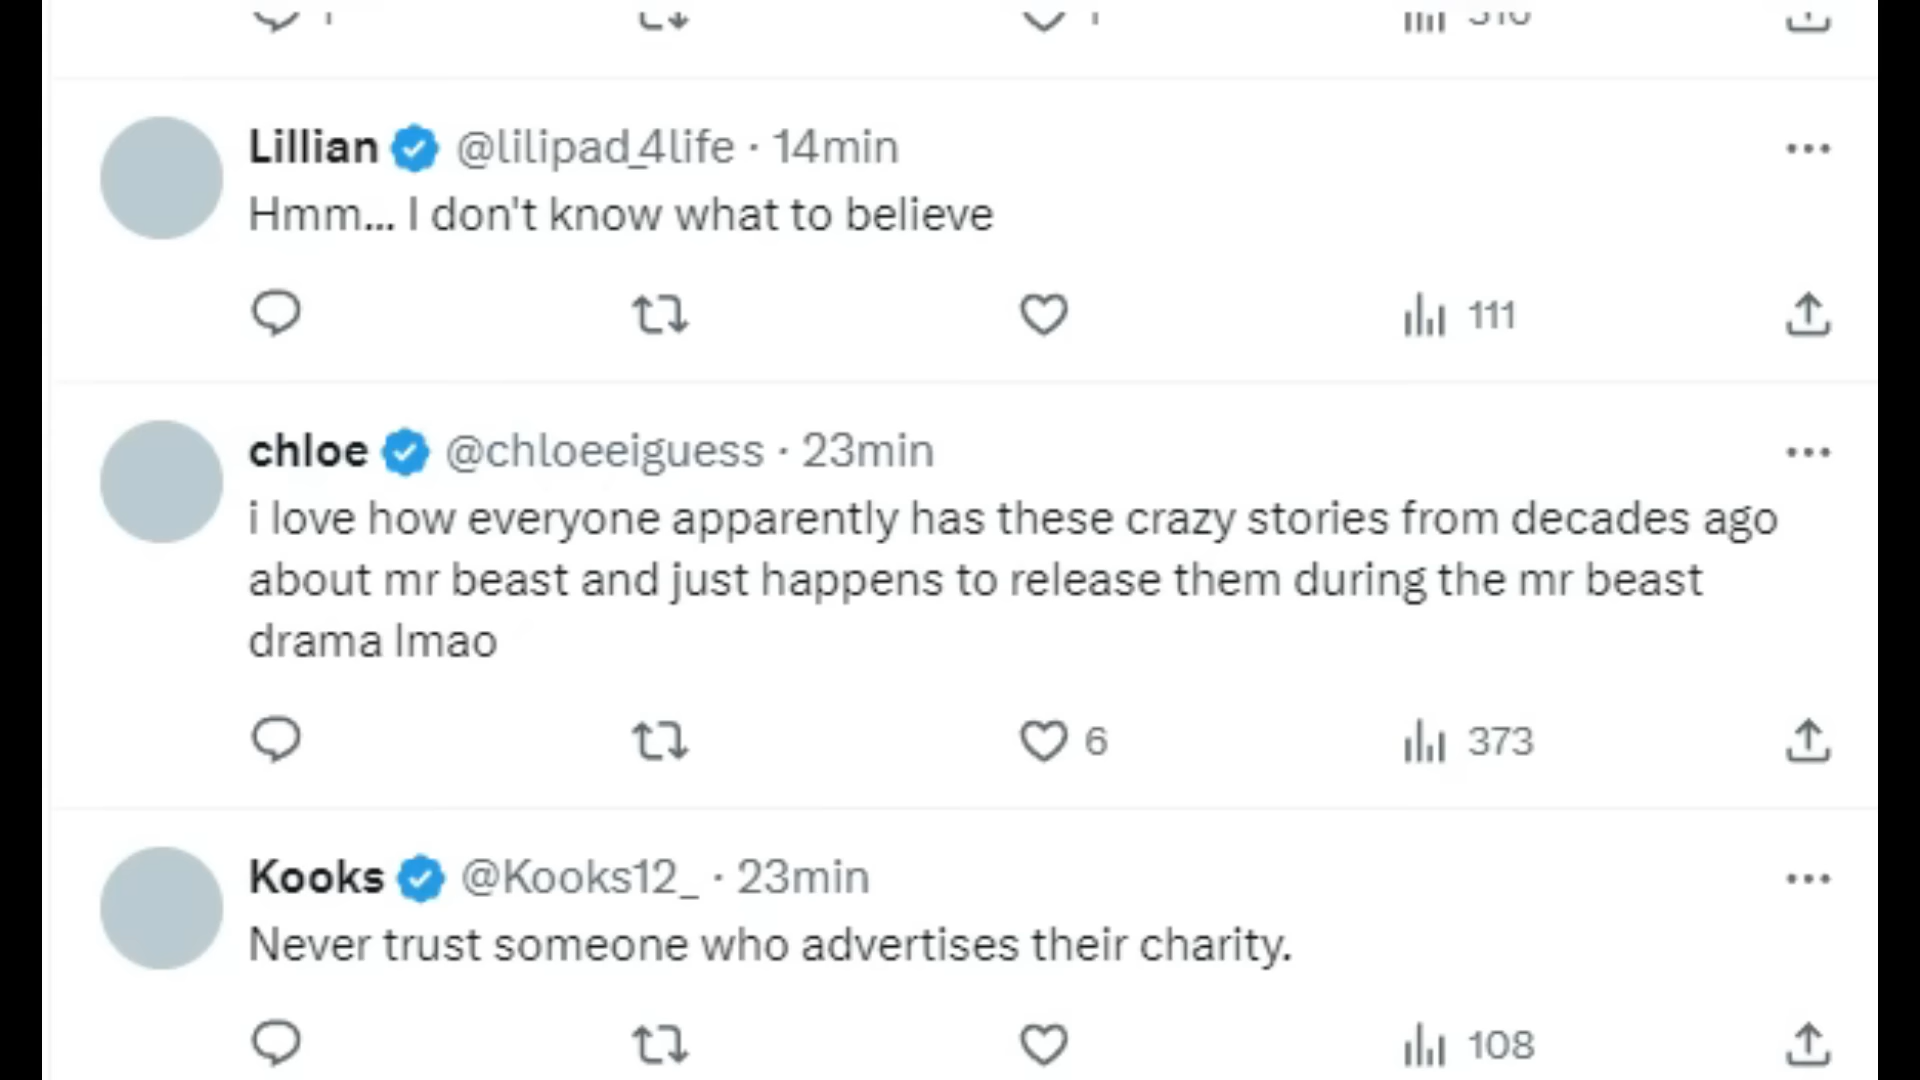 Lillian @lilipad_4life · 14min
Hmm... I don't know what to believe
111
chloe @chloeeiguess · 23min
i love how everyone apparently has these crazy stories from decades ago
about mr beast and just happens to release them during the mr beast
drama lmao
6 373
Kooks @Kooks12_ · 23min
Never trust someone who advertises their charity.
108